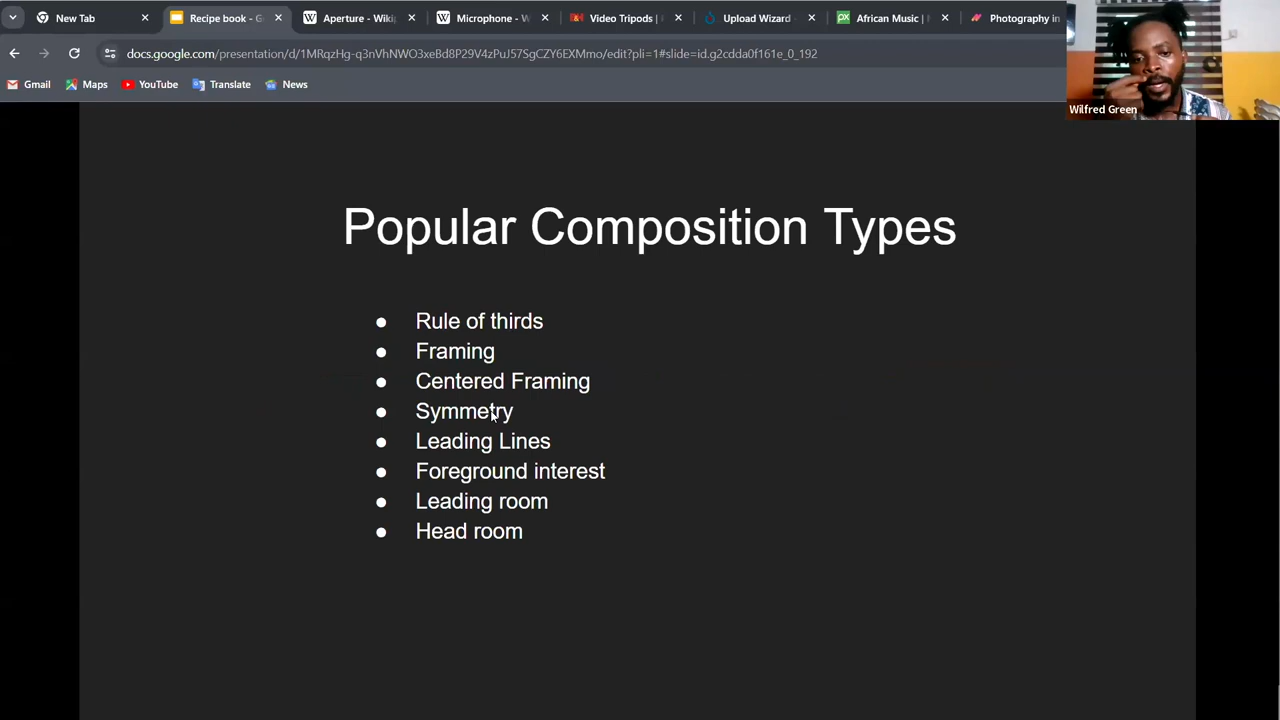 New Tab
Recipe book - G
Aperture - Wiki
Microphone - W
Video Tripods |
Upload Wizard
African Music |
Photography in
docs.google.com/presentation/d/1MRqzHg-q3nVhNWO3xeBd8P29V4zPuJ57SgCZY6EXMmo/edit?pli=1#slide=id.g2cdda0f161e_0_192
Gmail
Maps
YouTube
Translate
News
Wilfred Green
Popular Composition Types
● Rule of thirds
● Framing
● Centered Framing
● Symmetry
● Leading Lines
● Foreground interest
● Leading room
● Head room